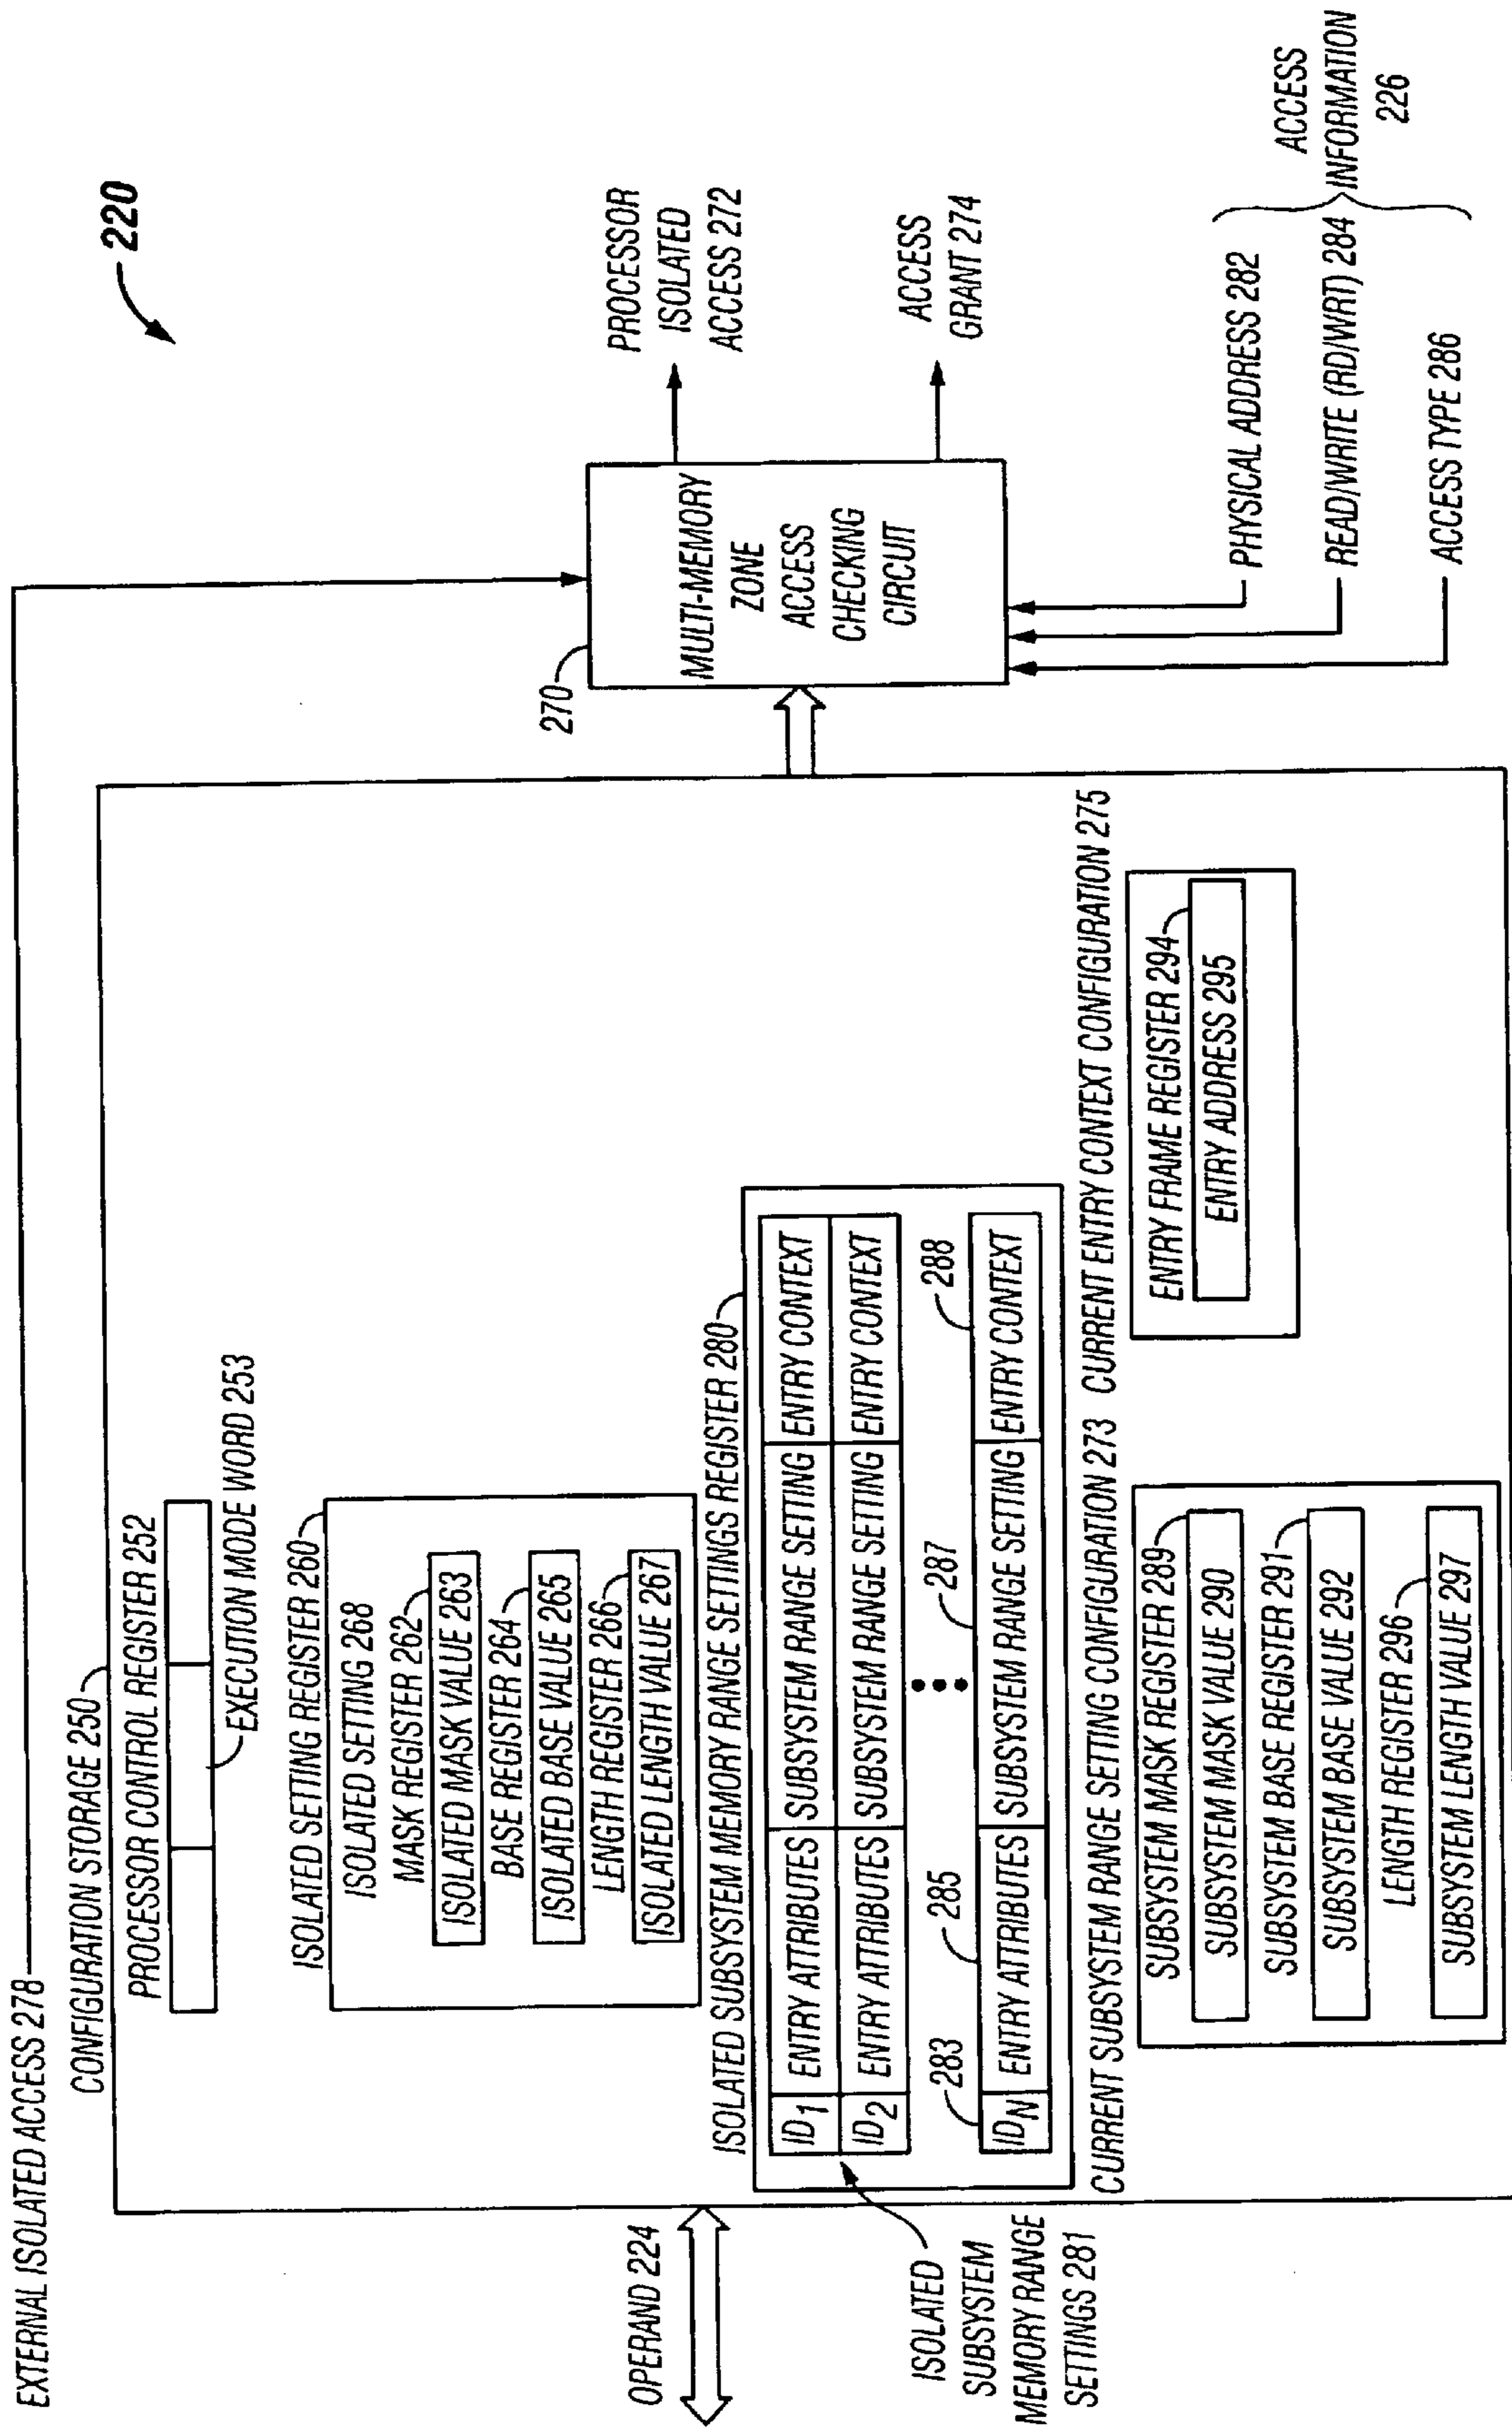 EXTERNAL ISOLATED ACCESS 278
220
CONFIGURATION STORAGE 250
PROCESSOR CONTROL REGISTER 252
EXECUTION MODE WORD 253
ISOLATED SETTING REGISTER 260
ISOLATED SETTING 268
MASK REGISTER 262
ISOLATED MASK VALUE 263
BASE REGISTER 264
ISOLATED BASE VALUE 265
LENGTH REGISTER 266
ISOLATED LENGTH VALUE 267
OPERAND 224
ISOLATED SUBSYSTEM MEMORY RANGE SETTINGS REGISTER 280
ID1 ENTRY ATTRIBUTES SUBSYSTEM RANGE SETTING ENTRY CONTEXT
ID2 ENTRY ATTRIBUTES SUBSYSTEM RANGE SETTING ENTRY CONTEXT
283 285 287 288
IDN ENTRY ATTRIBUTES SUBSYSTEM RANGE SETTING ENTRY CONTEXT
ISOLATED
SUBSYSTEM
MEMORY RANGE
SETTINGS 281
CURRENT SUBSYSTEM RANGE SETTING CONFIGURATION 273
SUBSYSTEM MASK REGISTER 289
SUBSYSTEM MASK VALUE 290
SUBSYSTEM BASE REGISTER 291
SUBSYSTEM BASE VALUE 292
LENGTH REGISTER 296
SUBSYSTEM LENGTH VALUE 297
CURRENT ENTRY CONTEXT CONFIGURATION 275
ENTRY FRAME REGISTER 294
ENTRY ADDRESS 295
270
MULTI-MEMORY
ZONE
ACCESS
CHECKING
CIRCUIT
PROCESSOR
ISOLATED
ACCESS 272
ACCESS
GRANT 274
PHYSICAL ADDRESS 282
READ/WRITE (RD/WRT) 284
ACCESS TYPE 286
ACCESS
INFORMATION
226